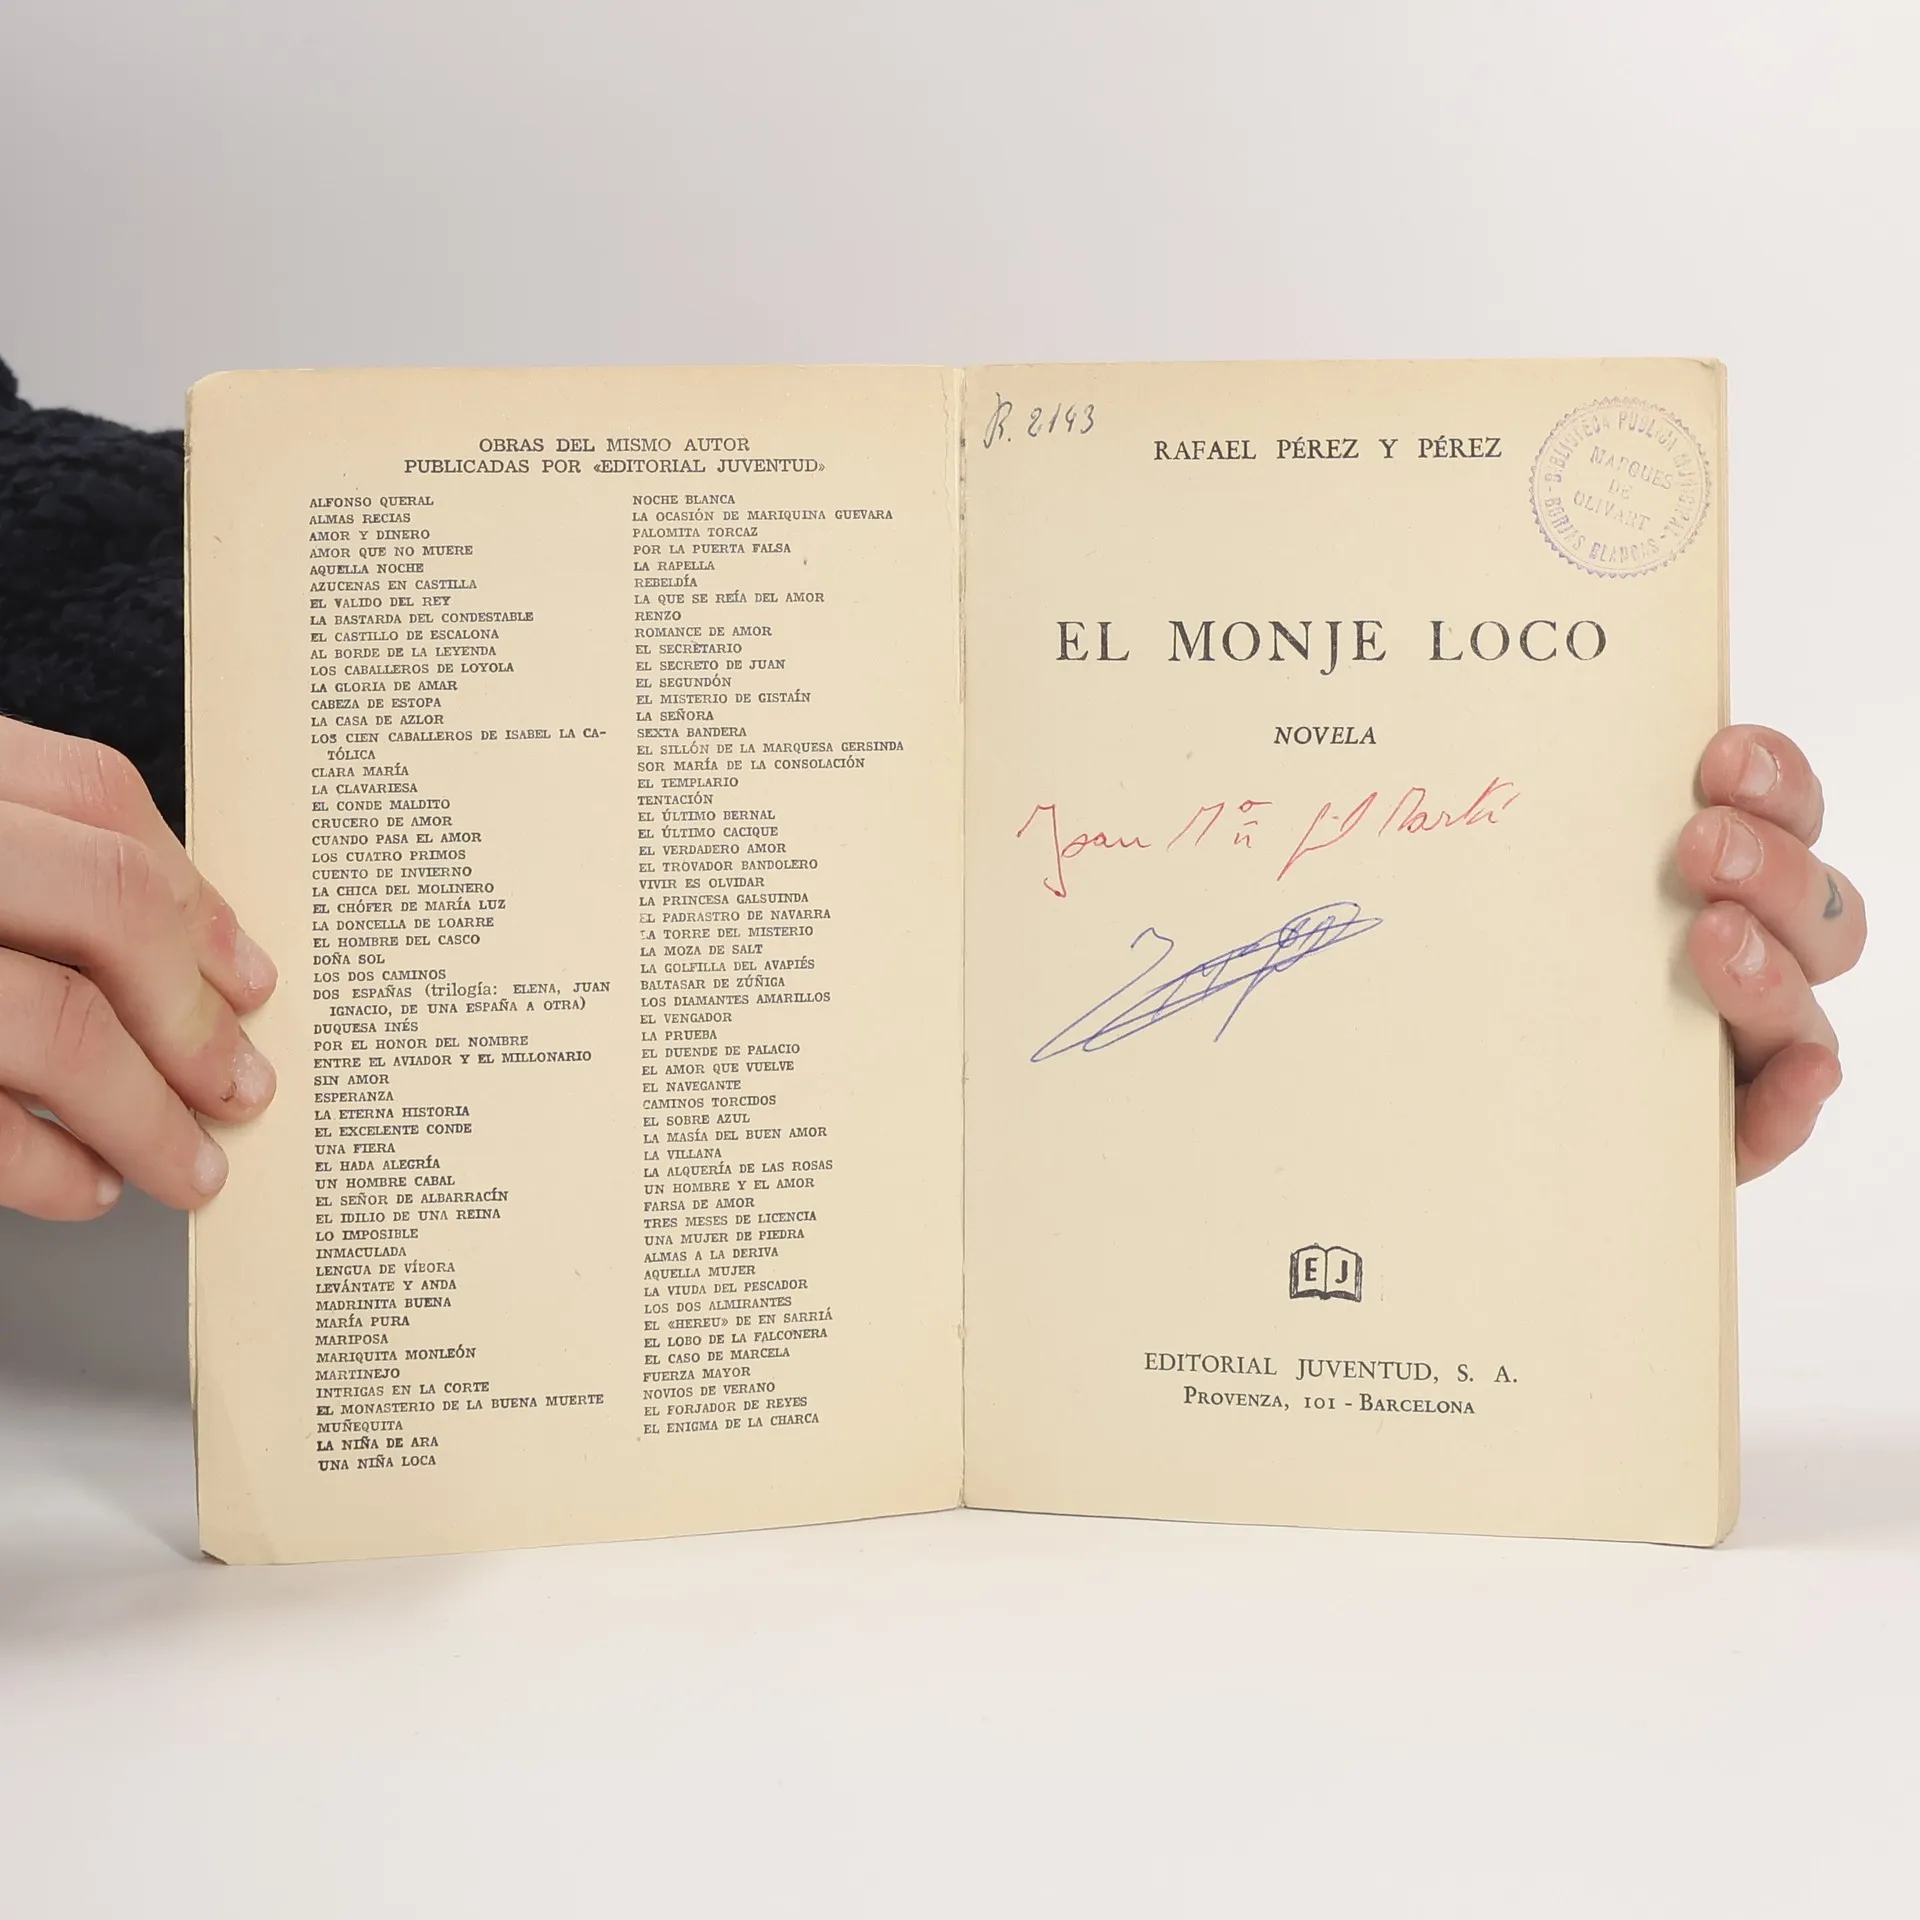 OBRAS DEL MISMO AUTOR
PUBLICADAS POR «EDITORIAL JUVENTUD»
ALFONSO QUERAL
ALMAS RECIAS
AMOR Y DINERO
AMOR QUE NO MUERE
AQUELLA NOCHE
AZUCENAS EN CASTILLA
EL VALIDO DEL REY
LA BASTARDA DEL CONDESTABLE
EL CASTILLO DE ESCALONA
AL BORDE DE LA LEYENDA
LOS CABALLEROS DE LOYOLA
LA GLORIA DE AMAR
CABEZA DE ESTOPA
LA CASA DE AZLOR
LOS CIEN CABALLEROS DE ISABEL LA CA-
TÓLICA
CLARA MARÍA
LA CLAVARIESA
EL CONDE MALDITO
CRUCERO DE AMOR
CUANDO PASA EL AMOR
LOS CUATRO PRIMOS
CUENTO DE INVIERNO
LA CHICA DEL MOLINERO
EL CHÓFER DE MARÍA LUZ
LA DONCELLA DE LOARRE
EL HOMBRE DEL CASCO
DOÑA SOL
LOS DOS CAMINOS
DOS ESPAÑAS (trilogía: ELENA, JUAN
IGNACIO, DE UNA ESPAÑA A OTRA)
DUQUESA INÉS
POR EL HONOR DEL NOMBRE
ENTRE EL AVIADOR Y EL MILLONARIO
SIN AMOR
ESPERANZA
LA ETERNA HISTORIA
EL EXCELENTE CONDE
UNA FIERA
EL HADA ALEGRÍA
UN HOMBRE CABAL
EL SEÑOR DE ALBARRACÍN
EL IDILIO DE UNA REINA
LO IMPOSIBLE
INMACULADA
LENGUA DE VÍBORA
LEVÁNTATE Y ANDA
MADRINITA BUENA
MARÍA PURA
MARIPOSA
MARIQUITA MONLEÓN
MARTINEJO
INTRIGAS EN LA CORTE
EL MONASTERIO DE LA BUENA MUERTE
MUÑEQUITA
LA NIÑA DE ARA
UNA NIÑA LOCA
NOCHE BLANCA
LA OCASIÓN DE MARIQUINA GUEVARA
PALOMITA TORCAZ
POR LA PUERTA FALSA
LA RAPELLA
REBELDÍA
LA QUE SE REÍA DEL AMOR
RENZO
ROMANCE DE AMOR
EL SECRETARIO
EL SECRETO DE JUAN
EL SEGUNDÓN
EL MISTERIO DE GISTAÍN
LA SEÑORA
SEXTA BANDERA
EL SILLÓN DE LA MARQUESA GERSINDA
SOR MARÍA DE LA CONSOLACIÓN
EL TEMPLARIO
TENTACIÓN
EL ÚLTIMO BERNAL
EL ÚLTIMO CACIQUE
EL VERDADERO AMOR
EL TROVADOR BANDOLERO
VIVIR ES OLVIDAR
LA PRINCESA GALSUINDA
EL PADRASTRO DE NAVARRA
LA TORRE DEL MISTERIO
LA MOZA DE SALT
LA GOLFILLA DEL AVAPIÉS
BALTASAR DE ZÚÑIGA
LOS DIAMANTES AMARILLOS
EL VENGADOR
LA PRUEBA
EL DUENDE DE PALACIO
EL AMOR QUE VUELVE
EL NAVEGANTE
CAMINOS TORCIDOS
EL SOBRE AZUL
LA MASÍA DEL BUEN AMOR
LA VILLANA
LA ALQUERÍA DE LAS ROSAS
UN HOMBRE Y EL AMOR
FARSA DE AMOR
TRES MESES DE LICENCIA
UNA MUJER DE PIEDRA
ALMAS A LA DERIVA
AQUELLA MUJER
LA VIUDA DEL PESCADOR
LOS DOS ALMIRANTES
EL «HEREU» DE EN SARRIÁ
EL LOBO DE LA FALCONERA
EL CASO DE MARCELA
FUERZA MAYOR
NOVIOS DE VERANO
EL FORJADOR DE REYES
EL ENIGMA DE LA CHARCA
R. 2143
RAFAEL PÉREZ Y PÉREZ
BIBLIOTECA PUBLICA MUNICIPAL - BORJAS BLANCAS -
MARQUES
DE
OLIVART
EL MONJE LOCO
NOVELA
Joan Mª Gil Martí
E J
EDITORIAL JUVENTUD, S. A.
PROVENZA, 101 - BARCELONA